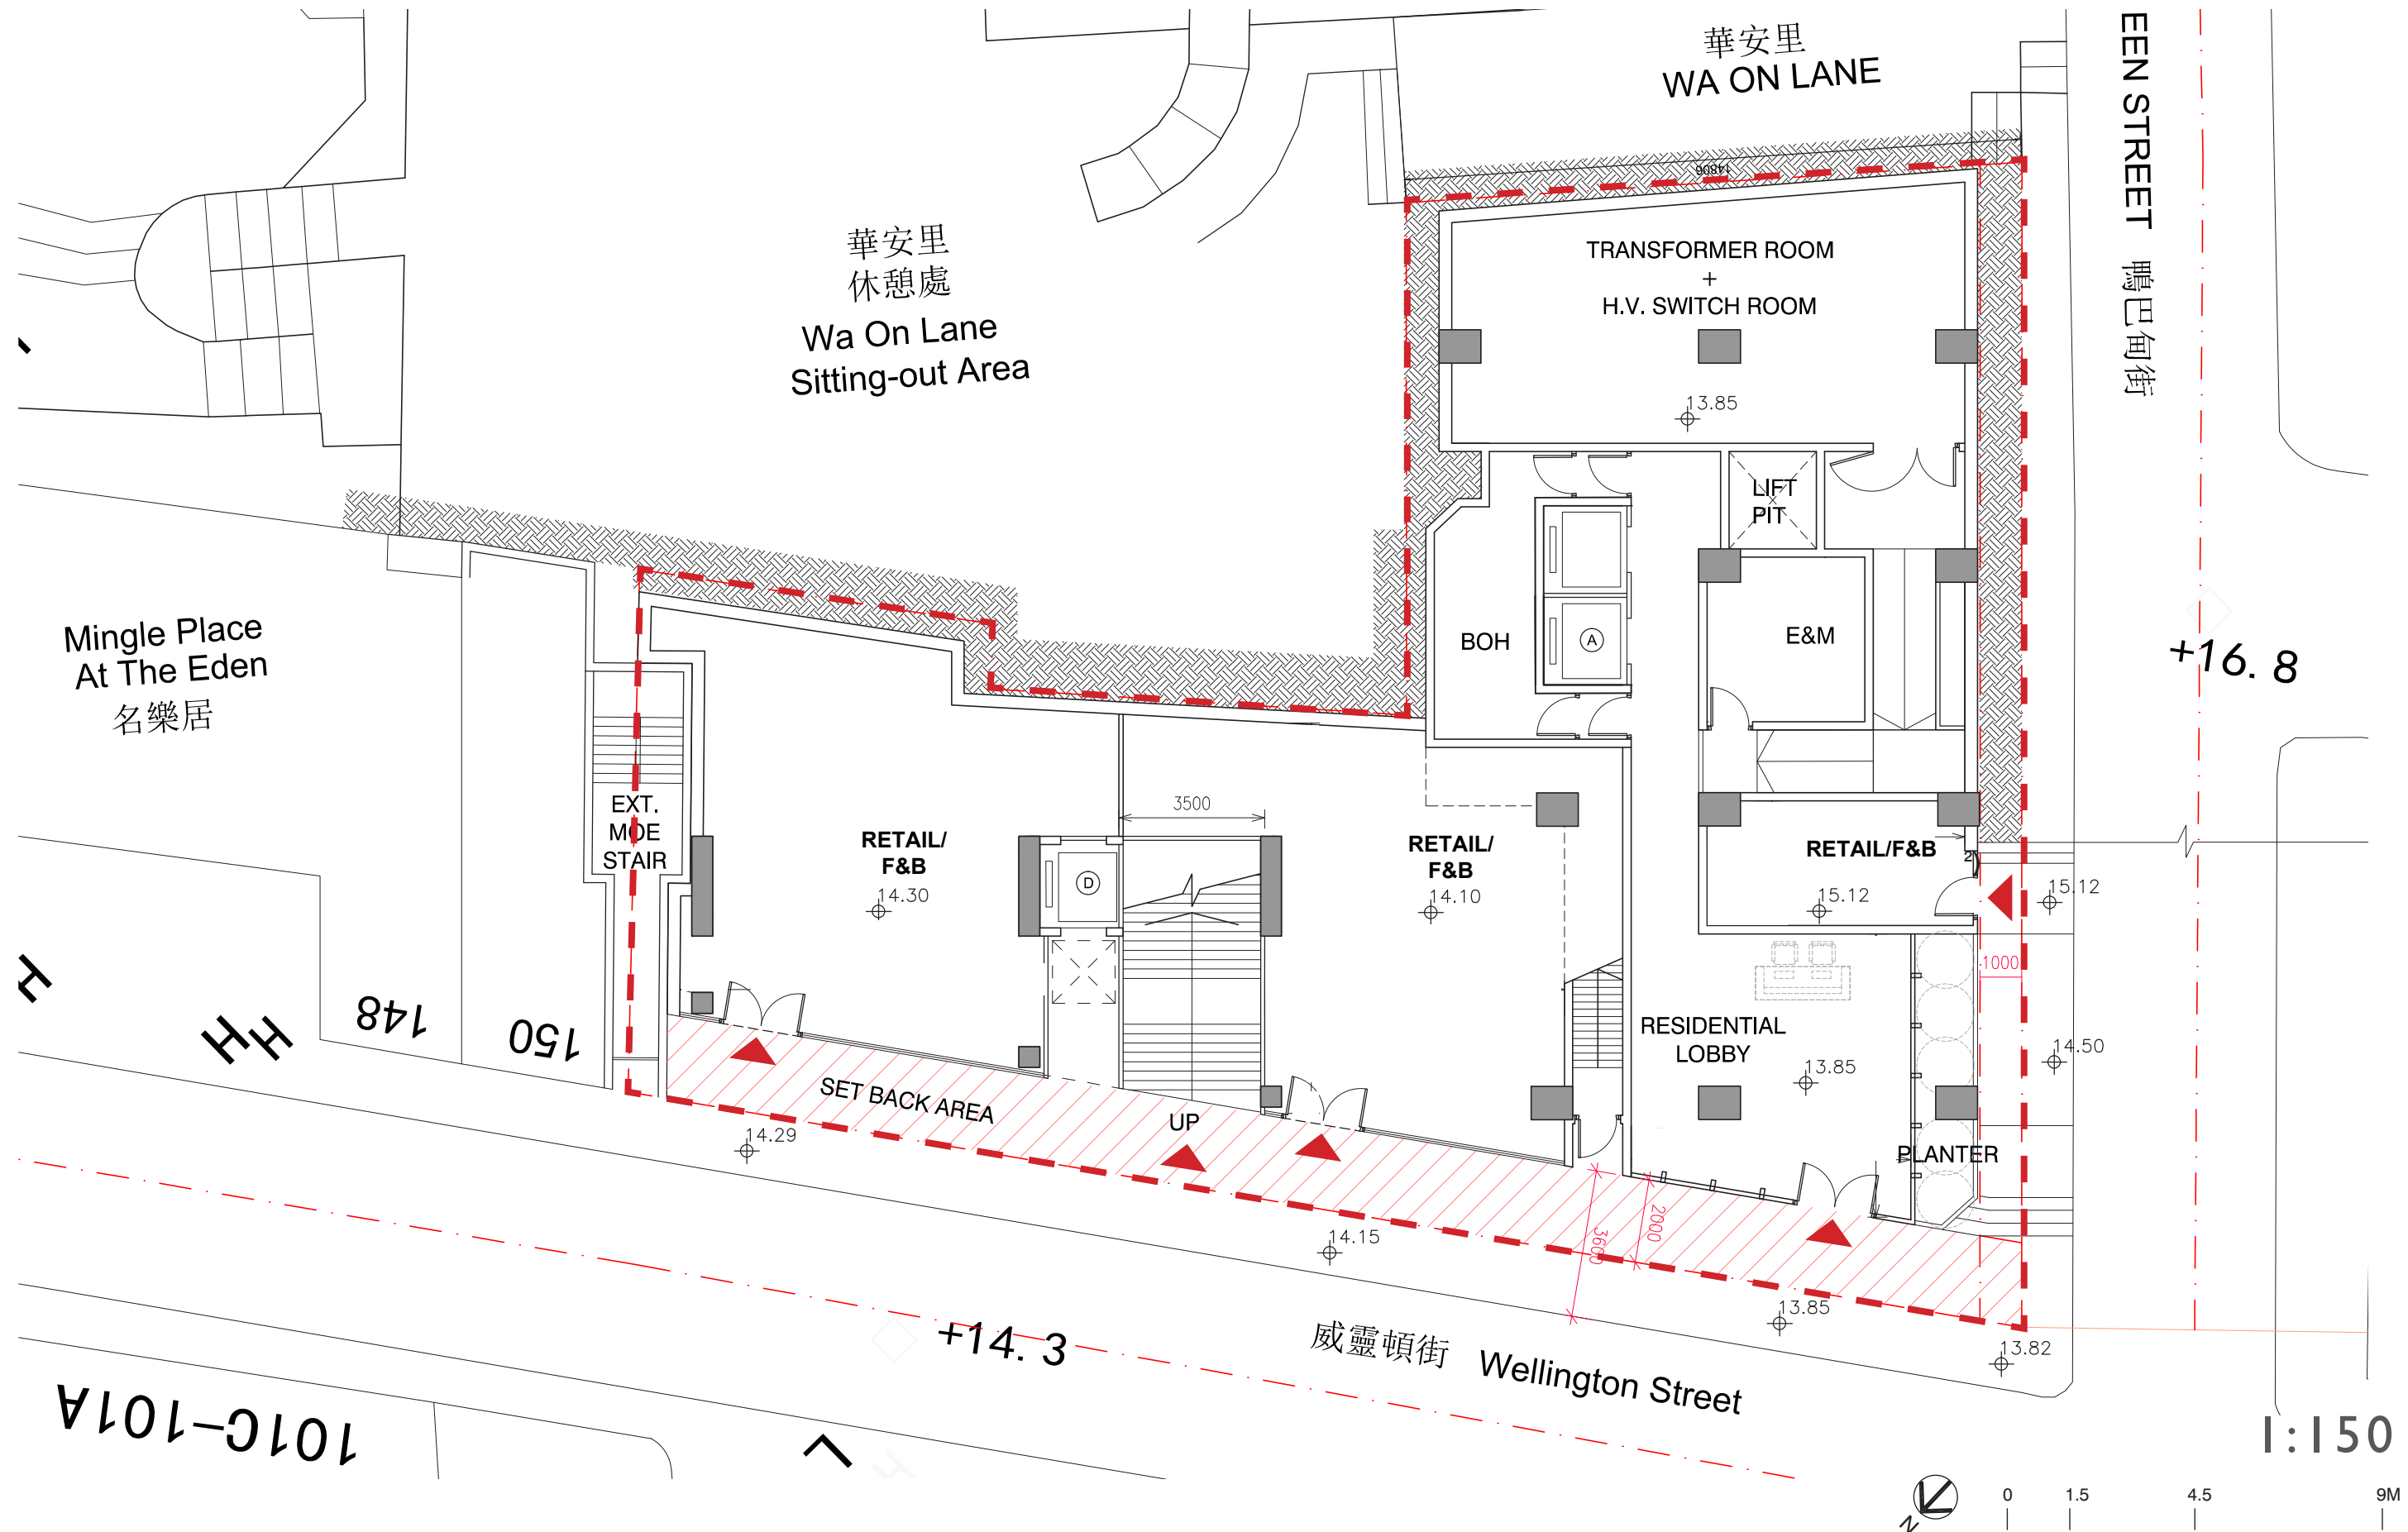 華安里
WA ON LANE
EEN STREET 鴨巴甸街
14806
華安里
休憩處
Wa On Lane
Sitting-out Area
TRANSFORMER ROOM
+
H.V. SWITCH ROOM
13.85
LIFT
PIT
BOH
A
E&M
+16. 8
Mingle Place
At The Eden
名樂居
EXT.
MOE
STAIR
3500
RETAIL/
F&B
14.30
D
RETAIL/
F&B
14.10
RETAIL/F&B
2
15.12
15.12
1000
14.50
RESIDENTIAL
LOBBY
13.85
PLANTER
H
HH
148
150
SET BACK AREA
UP
14.29
14.15
3600
2000
13.85
13.82
+14. 3
威靈頓街 Wellington Street
101C-101A
1:150
N
0 1.5 4.5 9M